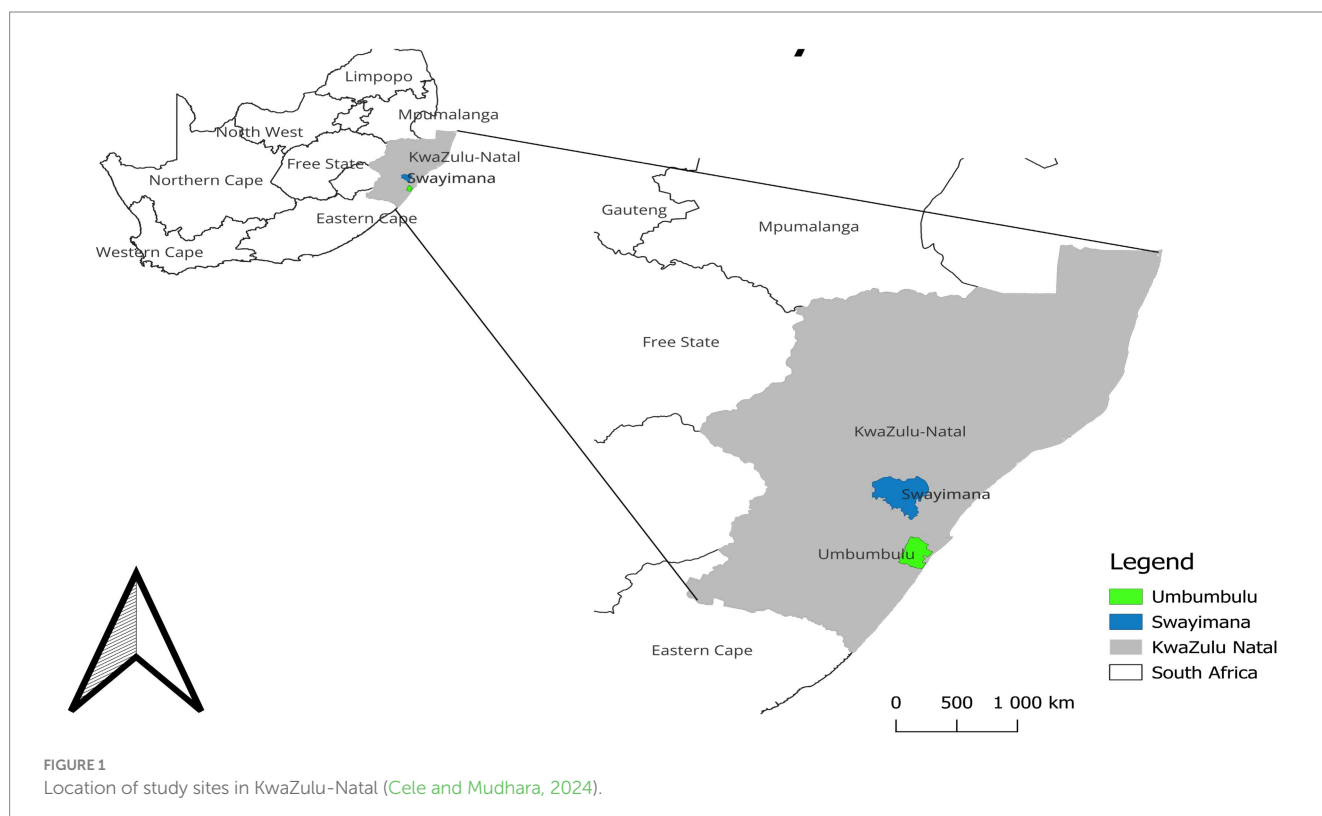 Limpopo
Mpumalanga
North West
KwaZulu-Natal
Free State
Swayimana
Northern Cape
Eastern Cape
Western Cape
Gauteng
Mpumalanga
Free State
KwaZulu-Natal
Swayimana
Umbumbulu
Eastern Cape
Legend
Umbumbulu
Swayimana
KwaZulu Natal
South Africa
0 500 1 000 km
FIGURE 1
Location of study sites in KwaZulu-Natal (Cele and Mudhara, 2024).